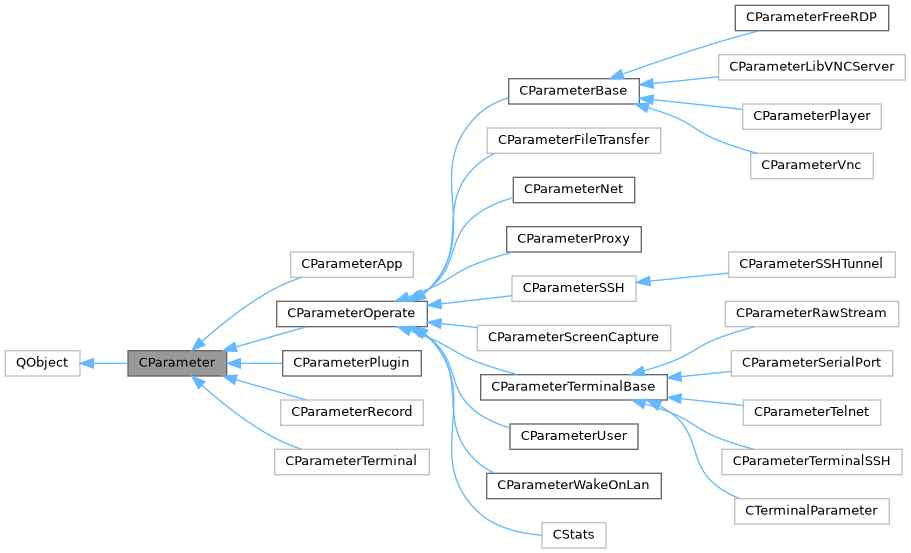 QObject
CParameter
CParameterApp
CParameterOperate
CParameterPlugin
CParameterRecord
CParameterTerminal
CParameterBase
CParameterFileTransfer
CParameterNet
CParameterProxy
CParameterSSH
CParameterScreenCapture
CParameterTerminalBase
CParameterUser
CParameterWakeOnLan
CStats
CParameterFreeRDP
CParameterLibVNCServer
CParameterPlayer
CParameterVnc
CParameterSSHTunnel
CParameterRawStream
CParameterSerialPort
CParameterTelnet
CParameterTerminalSSH
CTerminalParameter